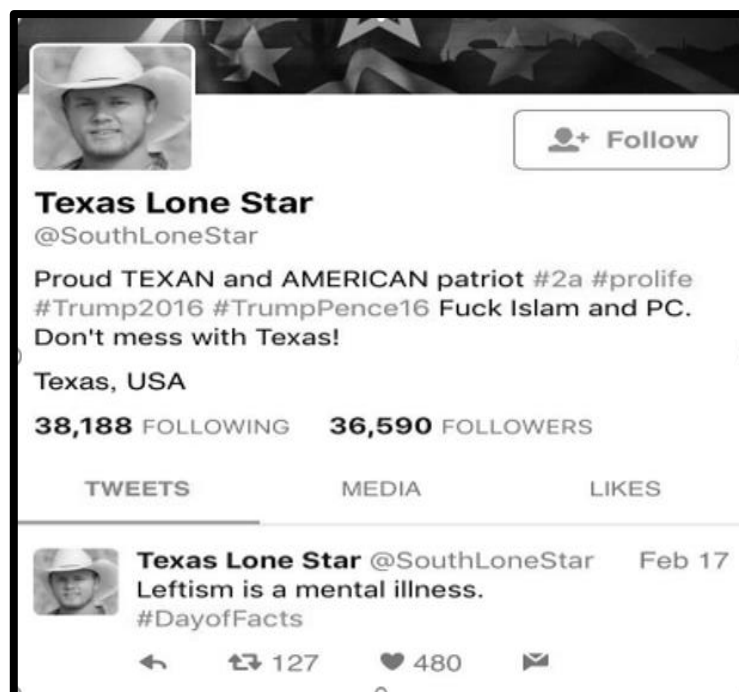 Follow
Texas Lone Star
@SouthLoneStar
Proud TEXAN and AMERICAN patriot #2a #prolife
#Trump2016 #TrumpPence16 Fuck Islam and PC.
Don't mess with Texas!
Texas, USA
38,188 FOLLOWING 36,590 FOLLOWERS
TWEETS MEDIA LIKES
Texas Lone Star @SouthLoneStar Feb 17
Leftism is a mental illness.
#DayofFacts
127 480